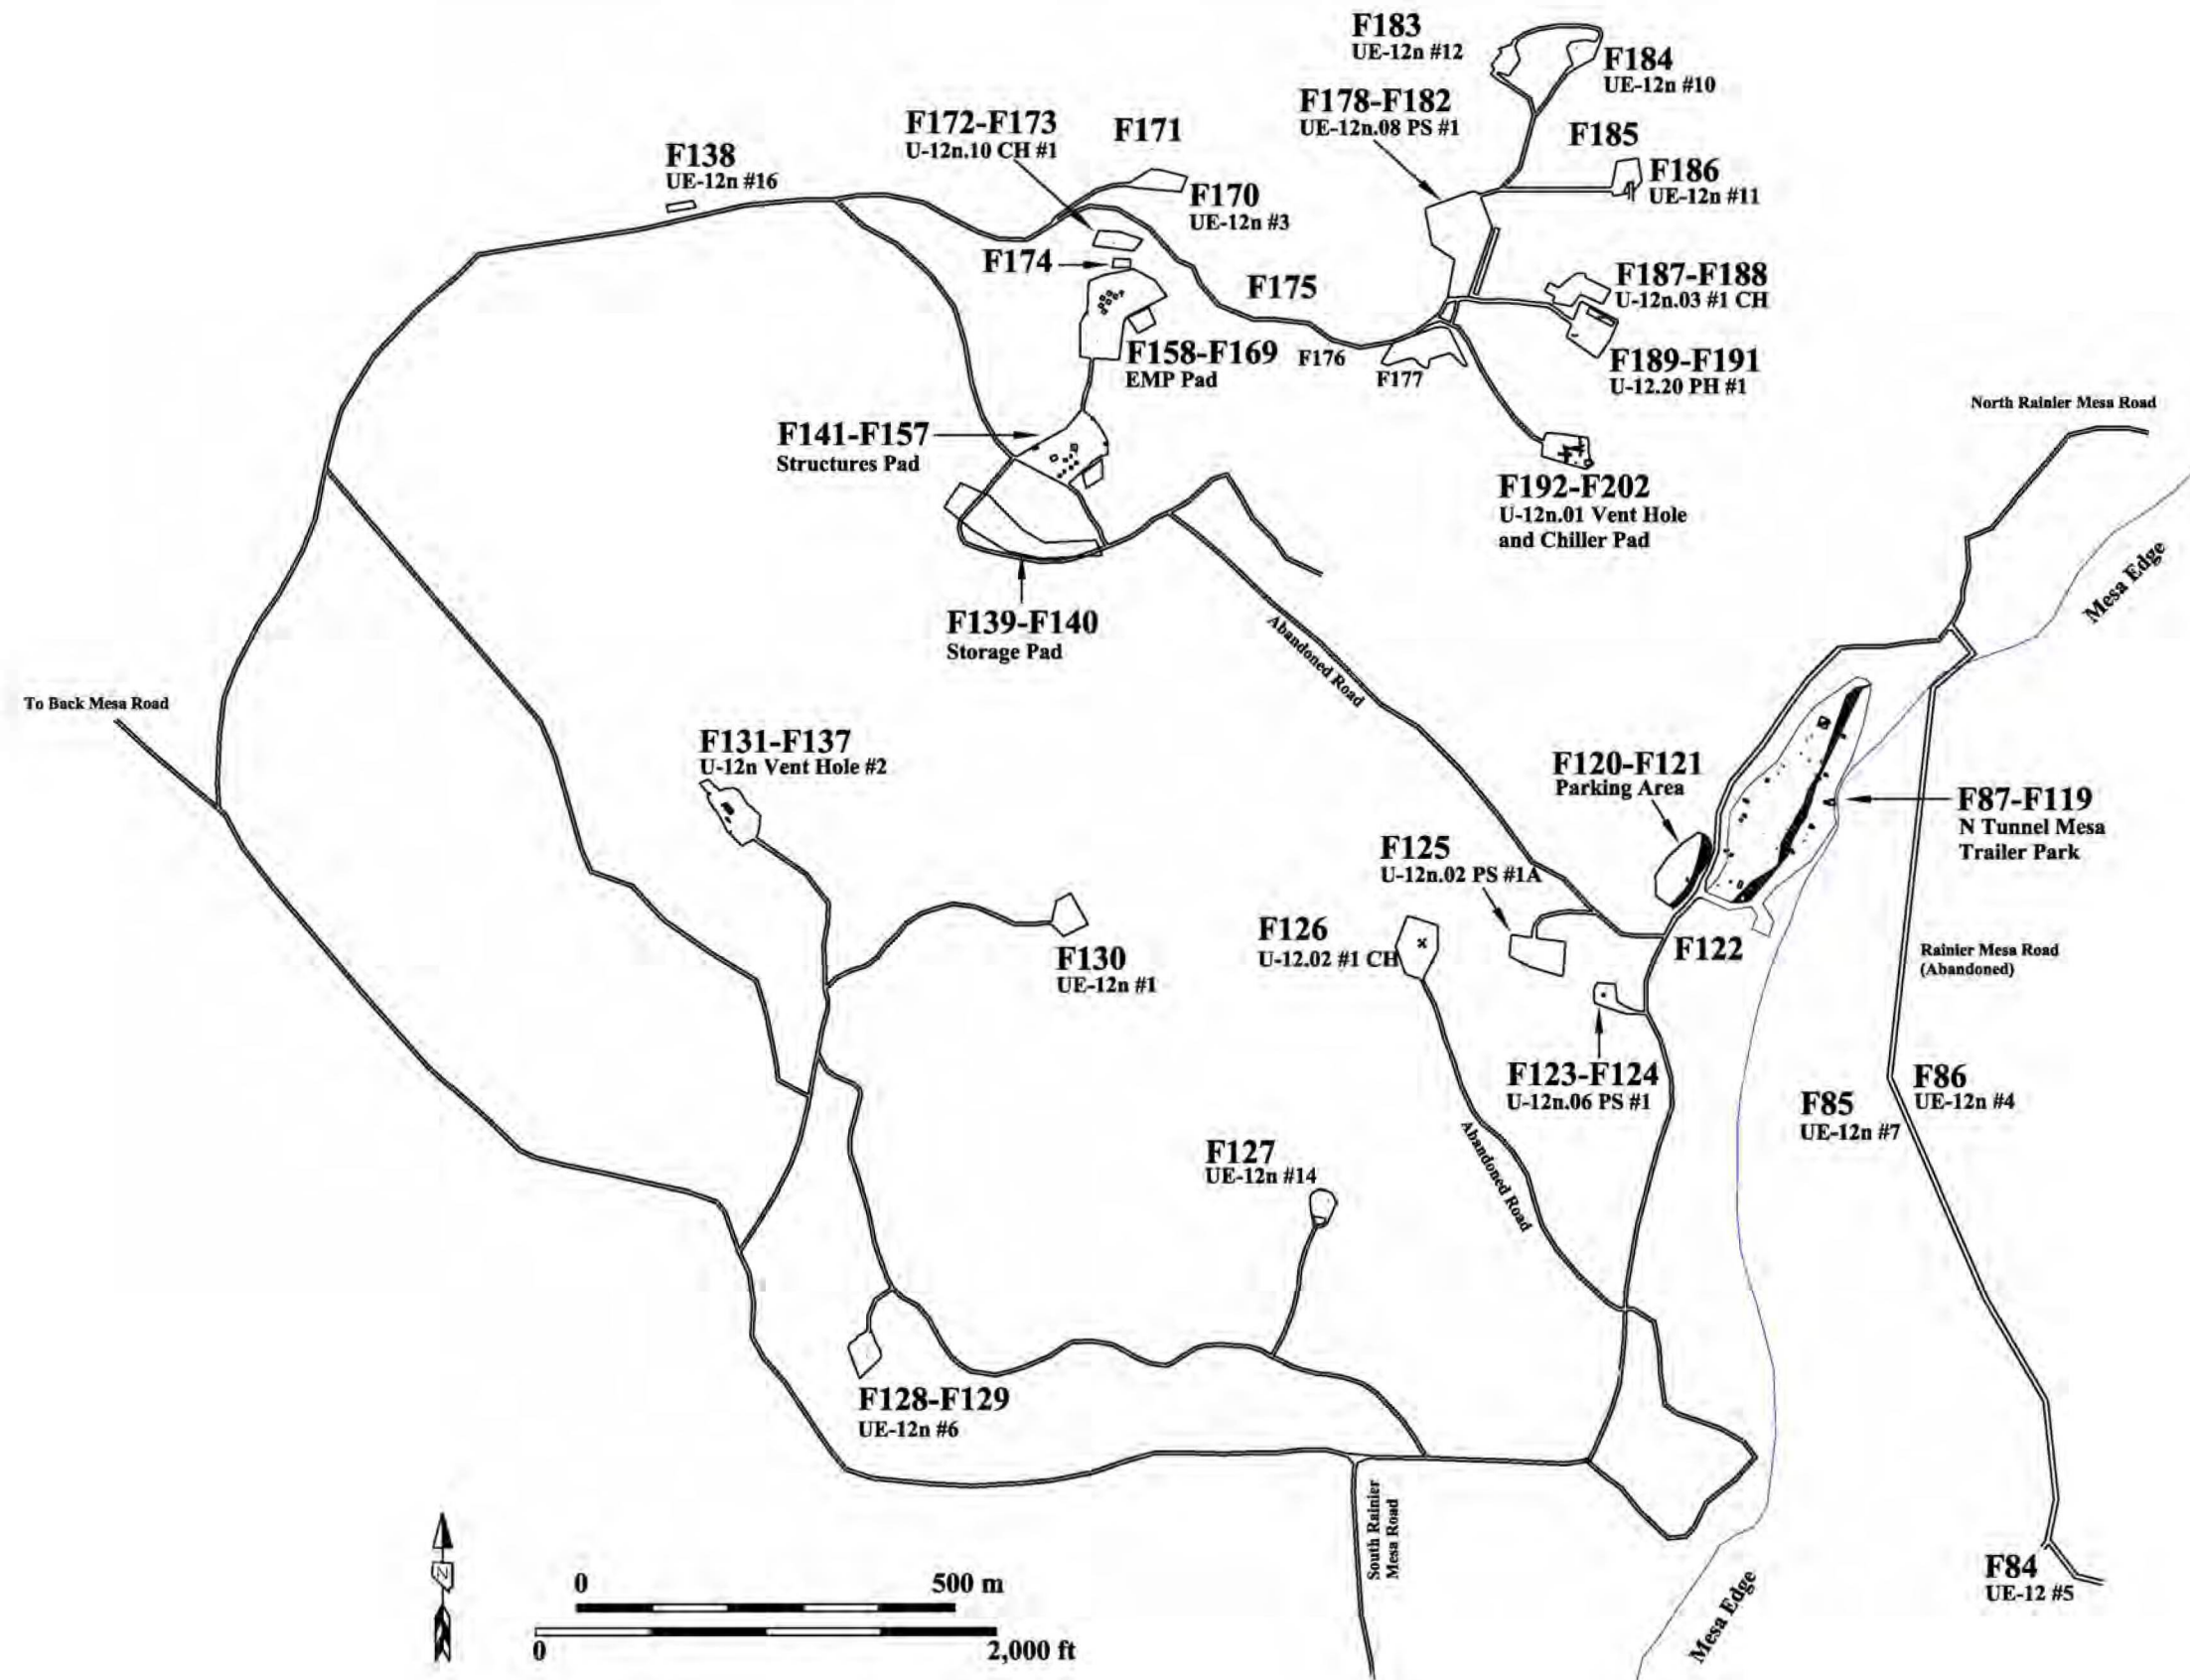 F183
UE-12n #12
F184
UE-12n #10
F178-F182
UE-12n.08 PS #1
F172-F173
U-12n.10 CH #1
F171
F185
F138
UE-12n #16
F186
UE-12n #11
F170
UE-12n #3
F174
F175
F187-F188
U-12n.03 #1 CH
F158-F169
EMP Pad
F176
F177
F189-F191
U-12.20 PH #1
North Rainier Mesa Road
F141-F157
Structures Pad
F192-F202
U-12n.01 Vent Hole
and Chiller Pad
Mesa Edge
F139-F140
Storage Pad
Abandoned Road
To Back Mesa Road
F131-F137
U-12n Vent Hole #2
F120-F121
Parking Area
F87-F119
N Tunnel Mesa
Trailer Park
F125
U-12n.02 PS #1A
F126
U-12.02 #1 CH
F122
Rainier Mesa Road
(Abandoned)
F130
UE-12n #1
F123-F124
U-12n.06 PS #1
F86
UE-12n #4
F85
UE-12n #7
F127
UE-12n #14
Abandoned Road
F128-F129
UE-12n #6
South Rainier
Mesa Road
F84
UE-12 #5
Mesa Edge
N
0 500 m
0 2,000 ft